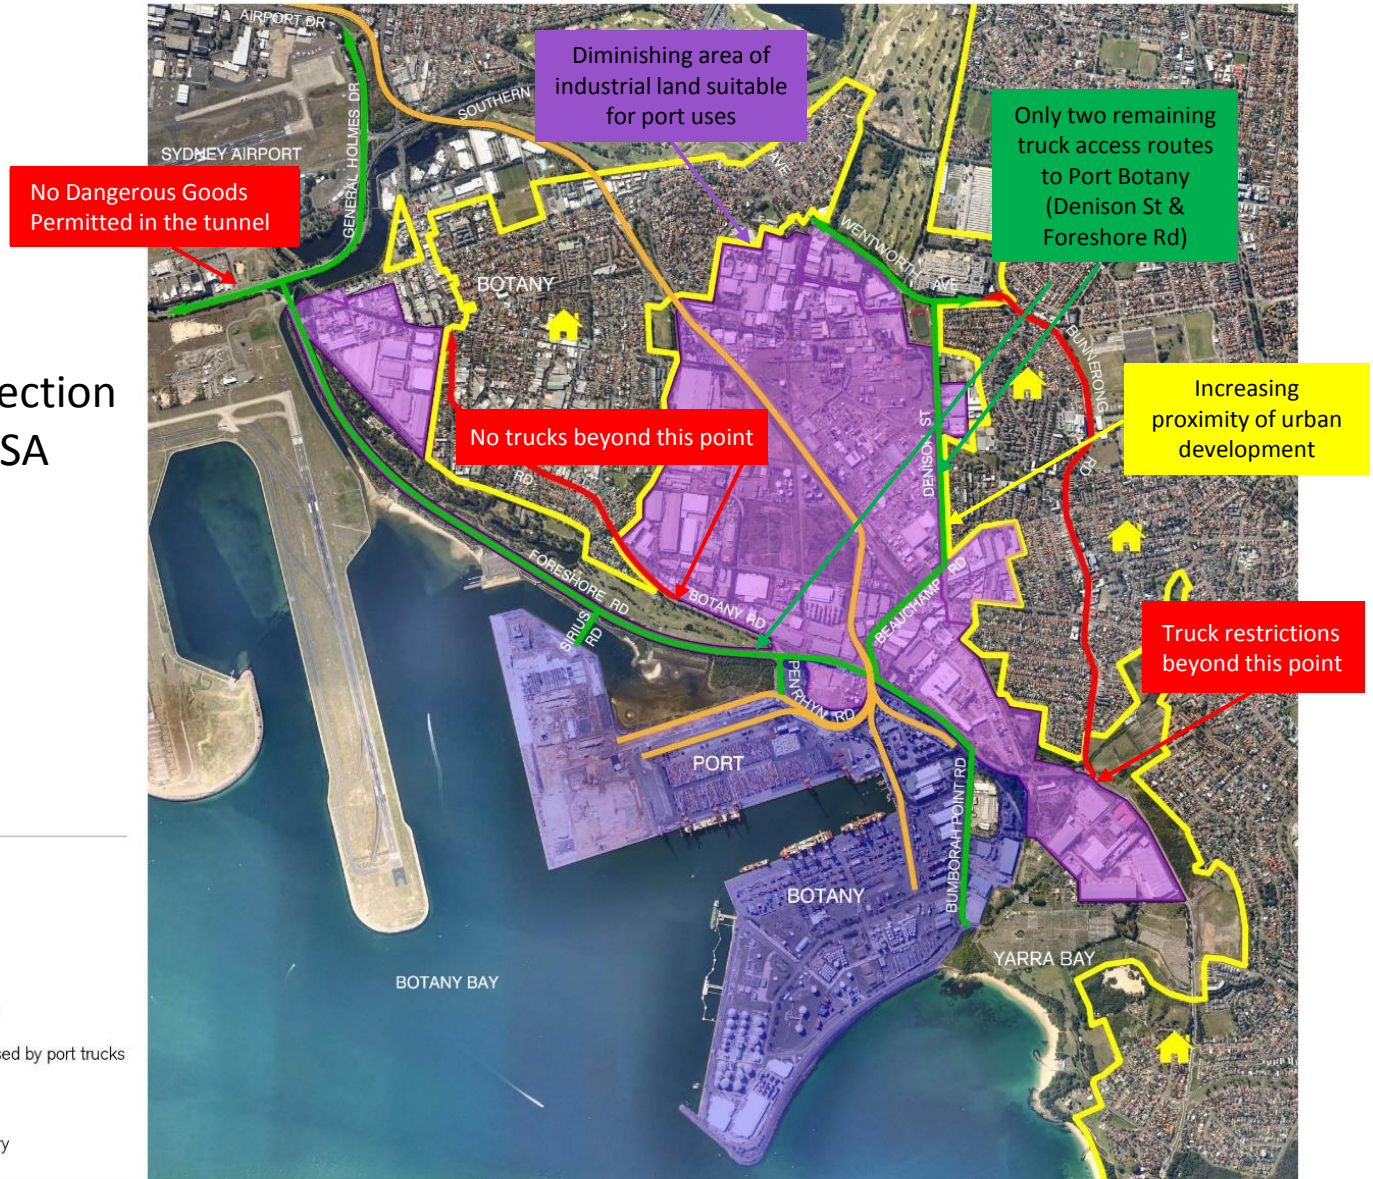 AIRPORT DR
SOUTHERN
GENERAL HOLMES DR
SYDNEY AIRPORT
Diminishing area of
industrial land suitable
for port uses
AVE
Only two remaining
truck access routes
to Port Botany
(Denison St &
Foreshore Rd)
No Dangerous Goods
Permitted in the tunnel
WENTWORTH AVE
BOTANY
BUNNERONG RD
ection
SA
Increasing
proximity of urban
development
No trucks beyond this point
RD
DENISON ST
FORESHORE RD
BOTANY RD
BEAUCHAMP RD
SIRIUS
RD
Truck restrictions
beyond this point
PENRHYN RD
PORT
BUMBORAH POINT RD
BOTANY
YARRA BAY
BOTANY BAY
sed by port trucks
ry